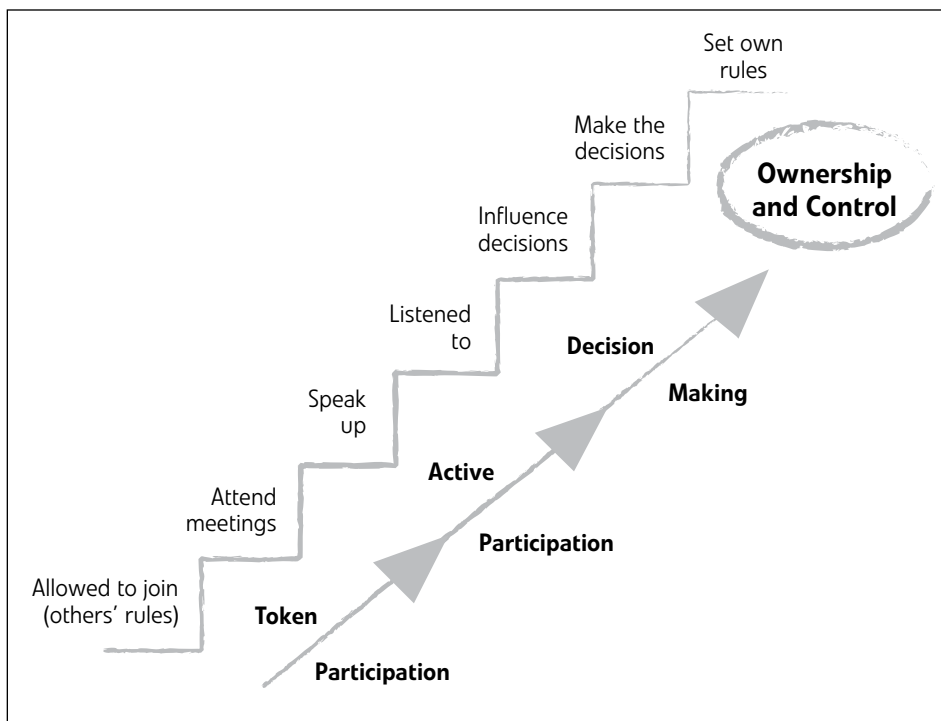 Set own
rules
Make the
decisions
Ownership
and Control
Influence
decisions
Listened
to
Decision
Making
Speak
up
Active
Participation
Attend
meetings
Allowed to join
(others’ rules)
Token
Participation